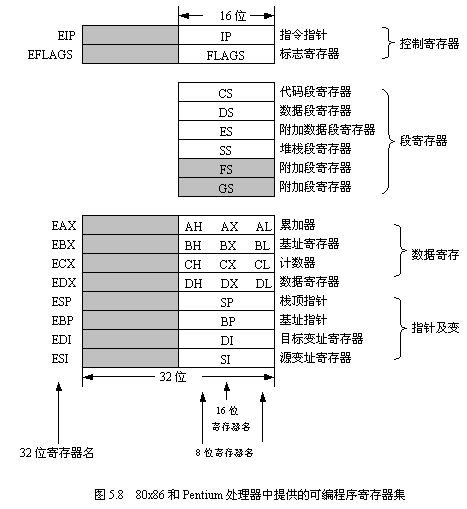 16 位
EIP IP 指令指针
EFLAGS FLAGS 标志寄存器
控制寄存器
CS 代码段寄存器
DS 数据段寄存器
ES 附加数据段寄存器
SS 堆栈段寄存器
FS 附加段寄存器
GS 附加段寄存器
段寄存器
EAX AH AX AL 累加器
EBX BH BX BL 基址寄存器
ECX CH CX CL 计数器
EDX DH DX DL 数据寄存器
数据寄存
ESP SP 栈顶指针
EBP BP 基址指针
EDI DI 目标变址寄存器
ESI SI 源变址寄存器
指针及变
32 位
16 位
寄存器名
32 位寄存器名
8 位寄存器名
图 5.8 80x86 和 Pentium 处理器中提供的可编程序寄存器集